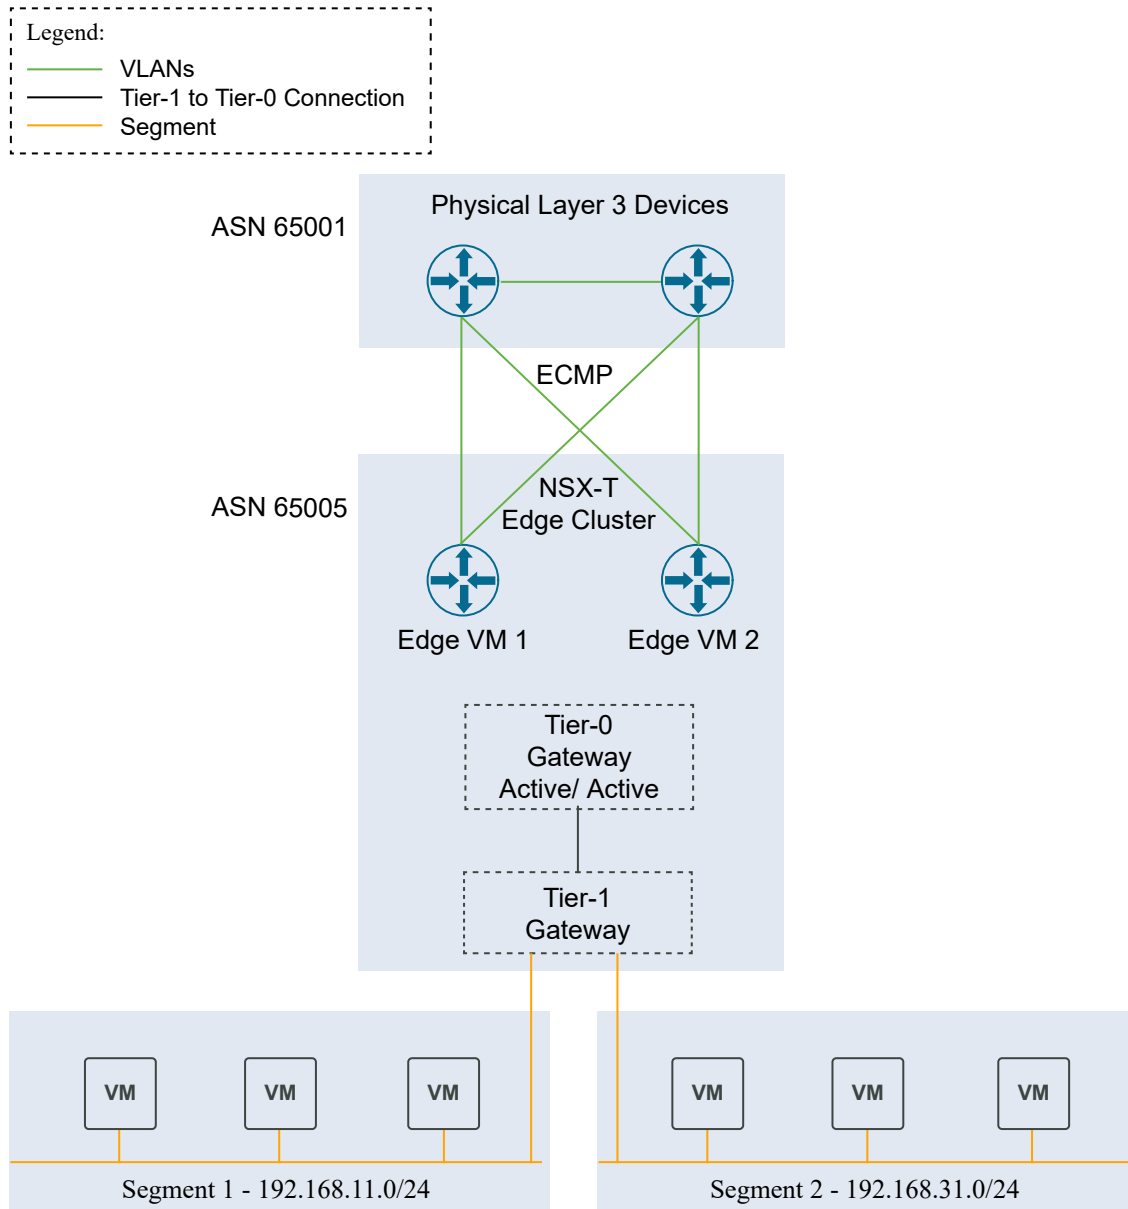 Legend:
VLANs
Tier-1 to Tier-0 Connection
Segment
Physical Layer 3 Devices
ASN 65001
ECMP
ASN 65005
NSX-T
Edge Cluster
Edge VM 1
Edge VM 2
Tier-0
Gateway
Active/ Active
Tier-1
Gateway
VM
VM
VM
VM
VM
VM
Segment 1 - 192.168.11.0/24
Segment 2 - 192.168.31.0/24